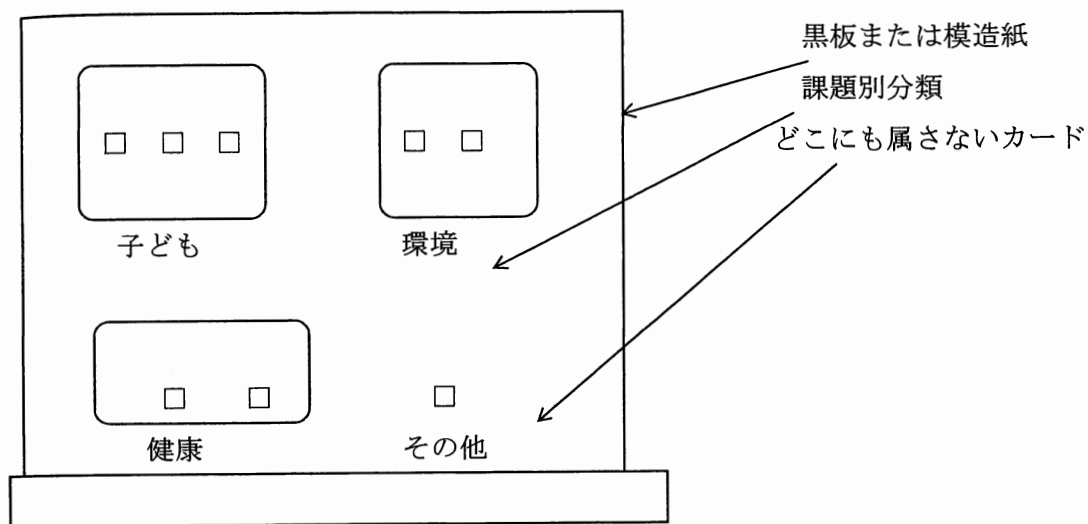 黒板または模造紙
課題別分類
どこにも属さないカード
子ども
環境
健康
その他